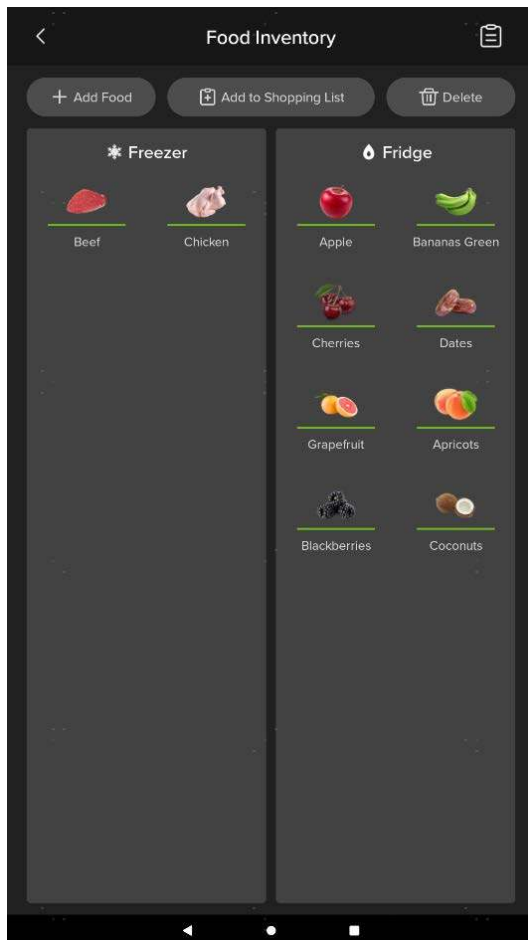 Food Inventory
+ Add Food
Add to Shopping List
Delete
Freezer
Fridge
Beef
Chicken
Apple
Bananas Green
Cherries
Dates
Grapefruit
Apricots
Blackberries
Coconuts